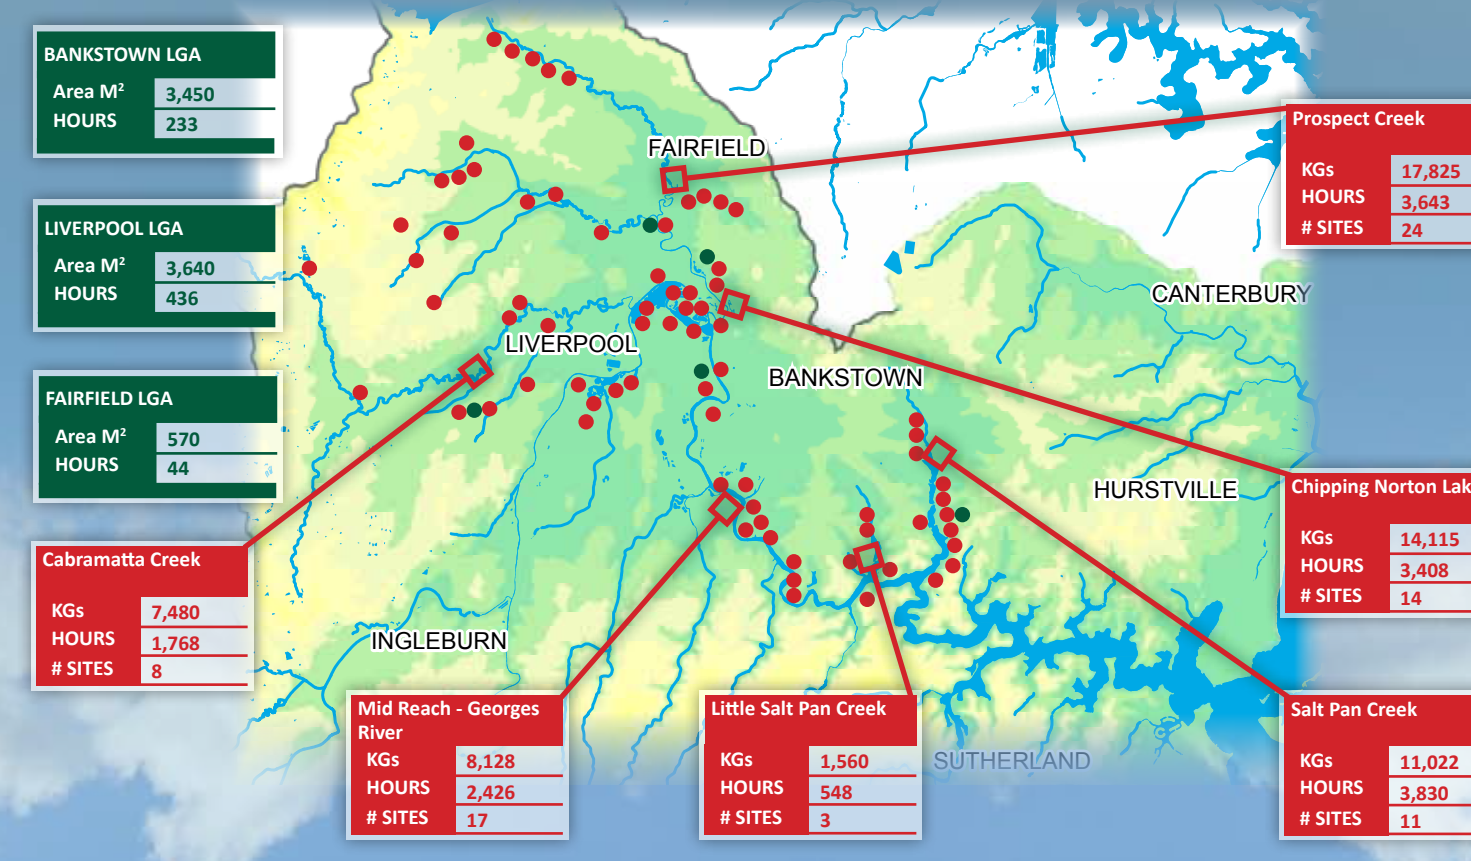 BANKSTOWN LGA
Area M² 3,450
HOURS 233
LIVERPOOL LGA
Area M² 3,640
HOURS 436
FAIRFIELD LGA
Area M² 570
HOURS 44
Cabramatta Creek
KGs 7,480
HOURS 1,768
# SITES 8
Mid Reach - Georges
River
KGs 8,128
HOURS 2,426
# SITES 17
Little Salt Pan Creek
KGs 1,560
HOURS 548
# SITES 3
Prospect Creek
KGs 17,825
HOURS 3,643
# SITES 24
Chipping Norton Lak
KGs 14,115
HOURS 3,408
# SITES 14
Salt Pan Creek
KGs 11,022
HOURS 3,830
# SITES 11
FAIRFIELD
LIVERPOOL
BANKSTOWN
CANTERBURY
HURSTVILLE
INGLEBURN
SUTHERLAND